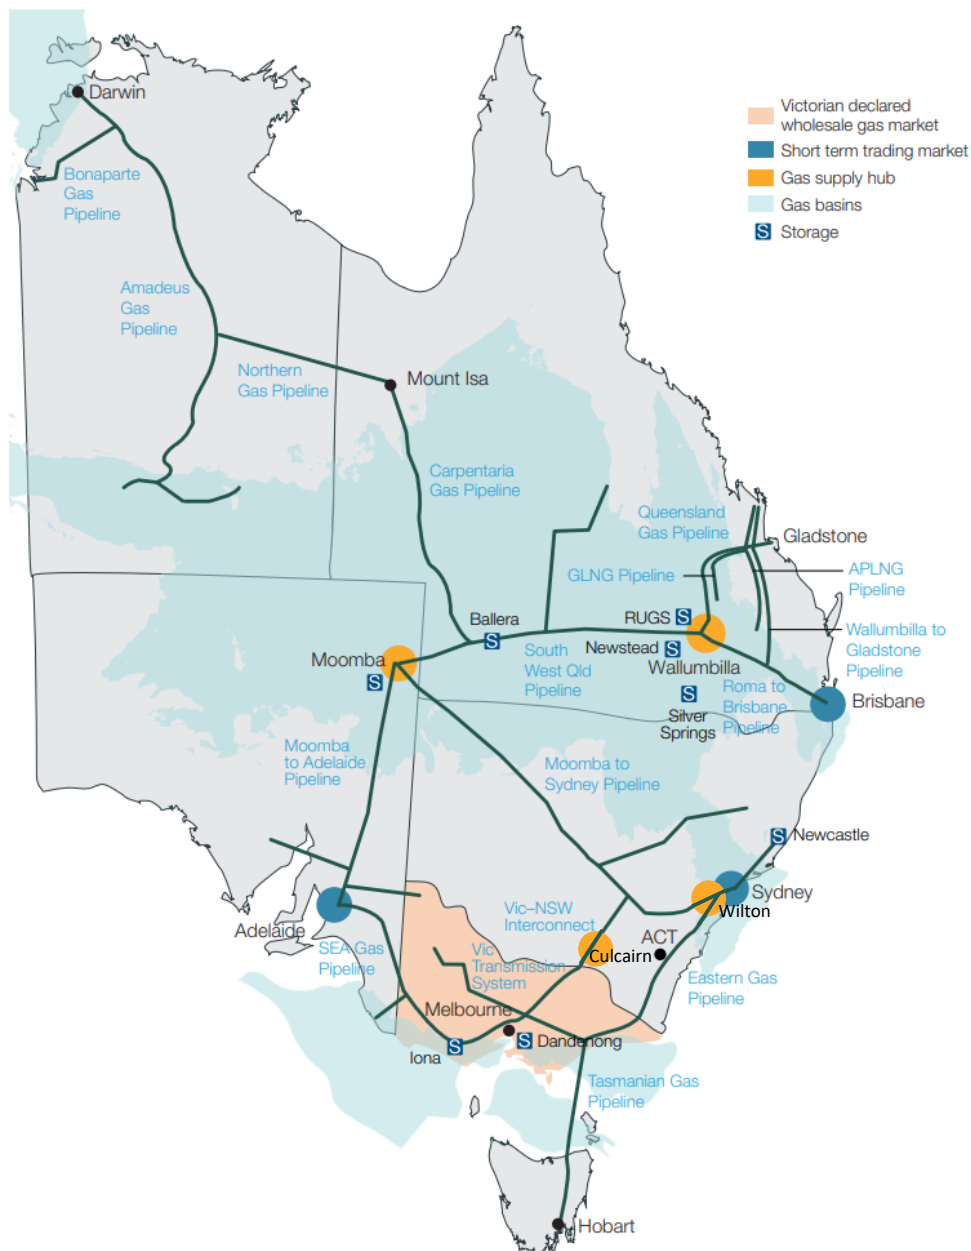 Darwin
Victorian declared
wholesale gas market
Short term trading market
Gas supply hub
Gas basins
S Storage
Bonaparte
Gas
Pipeline
Amadeus
Gas
Pipeline
Northern
Gas Pipeline
Mount Isa
Carpentaria
Gas Pipeline
Queensland
Gas Pipeline
Gladstone
GLNG Pipeline
APLNG
Pipeline
RUGS S
Ballera
S
Newstead S
Wallumbilla
Wallumbilla to
Gladstone
Pipeline
Moomba
S
South
West Qld
Pipeline
S
Silver
Springs
Roma to
Brisbane
Pipeline
Brisbane
Moomba
to Adelaide
Pipeline
Moomba to
Sydney Pipeline
S Newcastle
Sydney
Wilton
Adelaide
SEA Gas
Pipeline
Vic–NSW
Interconnect
Culcairn
ACT
Vic
Transmission
System
Eastern Gas
Pipeline
Melbourne
S Dandenong
Iona S
Tasmanian Gas
Pipeline
Hobart